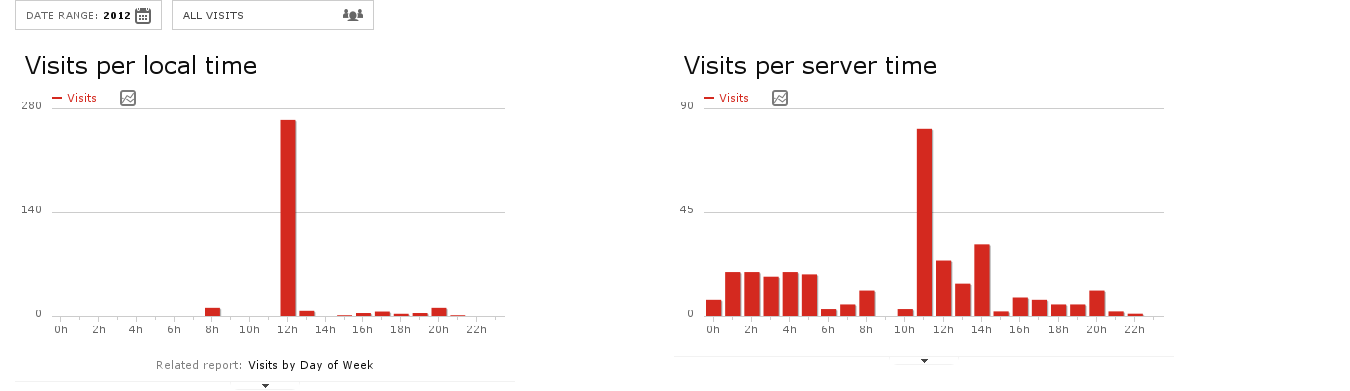 DATE RANGE: 2012
ALL VISITS
Visits per local time
Visits
280
140
0
0h 2h 4h 6h 8h 10h 12h 14h 16h 18h 20h 22h
Related report: Visits by Day of Week
Visits per server time
Visits
90
45
0
0h 2h 4h 6h 8h 10h 12h 14h 16h 18h 20h 22h